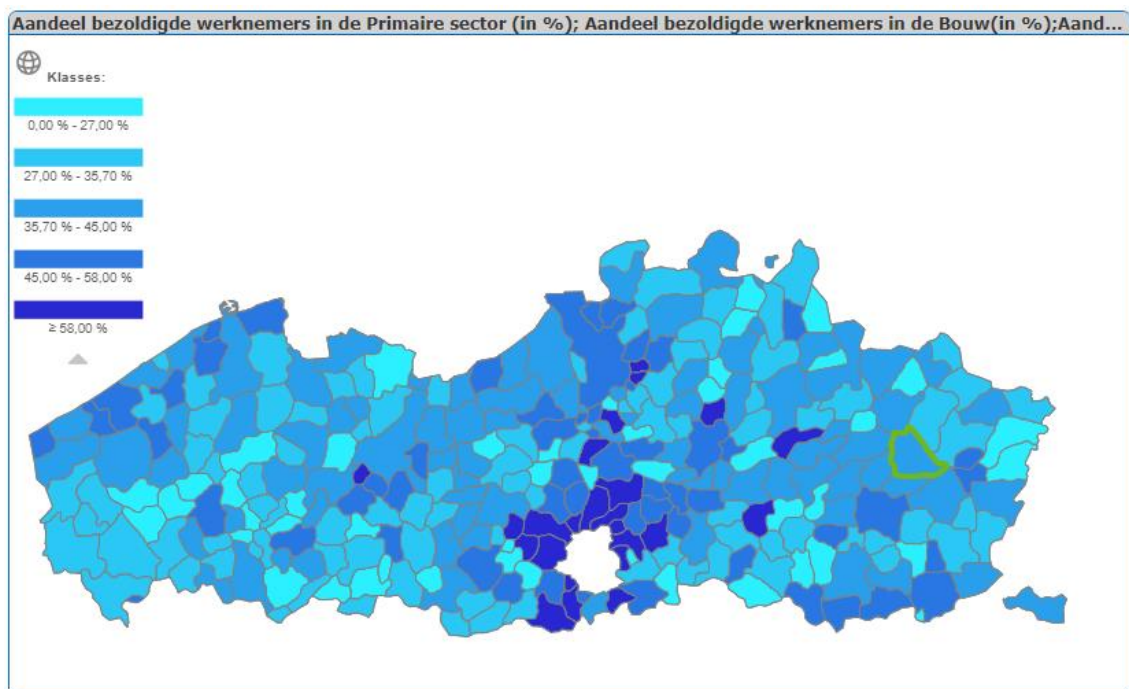 Aandeel bezoldigde werknemers in de Primaire sector (in %); Aandeel bezoldigde werknemers in de Bouw(in %);Aand...
Klasses:
0,00 % - 27,00 %
27,00 % - 35,70 %
35,70 % - 45,00 %
45,00 % - 58,00 %
≥ 58,00 %